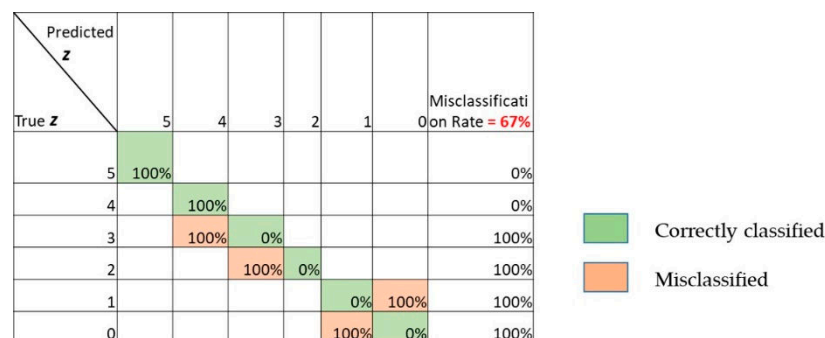 Predicted
z
True z 5 4 3 2 1 0 Misclassificati
on Rate = 67%
5 100% 0%
4 100% 0%
3 100% 0% 100%
2 100% 0% 100%
1 0% 100% 100%
0 100% 0% 100%
Correctly classified
Misclassified